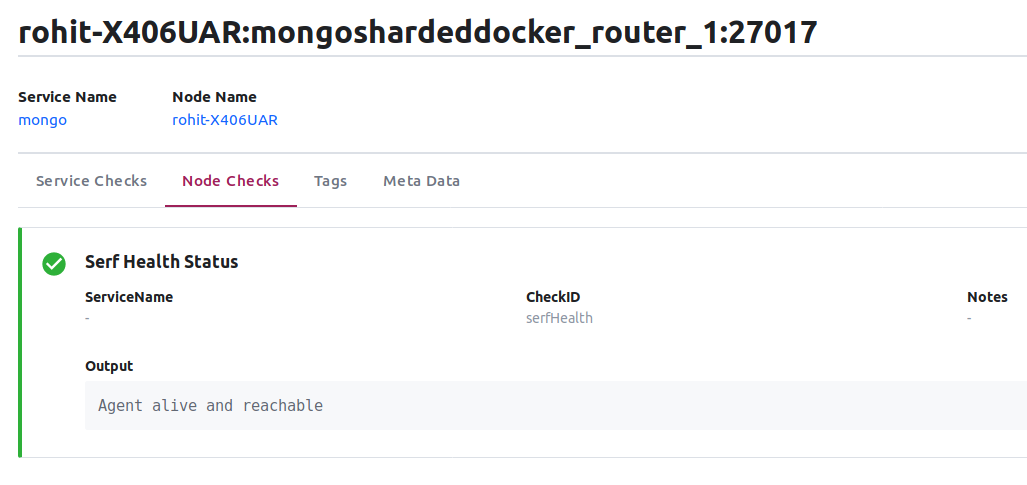 rohit-X406UAR:mongoshardeddocker_router_1:27017
Service Name Node Name
mongo rohit-X406UAR
Service Checks Node Checks Tags Meta Data
Serf Health Status
ServiceName CheckID Notes
- serfHealth -
Output
Agent alive and reachable